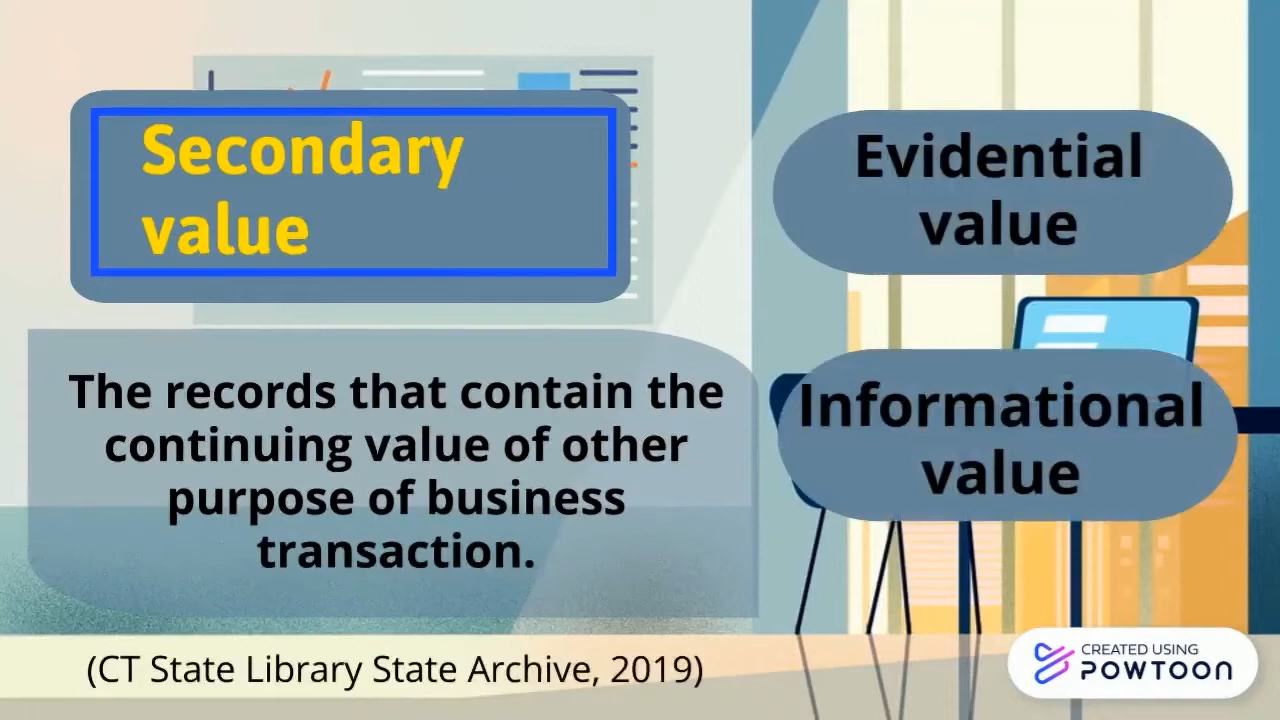 Secondary
value
The records that contain the
continuing value of other
purpose of business
transaction.
(CT State Library State Archive, 2019)
Evidential
value
Informational
value
CREATED USING
POWTOON